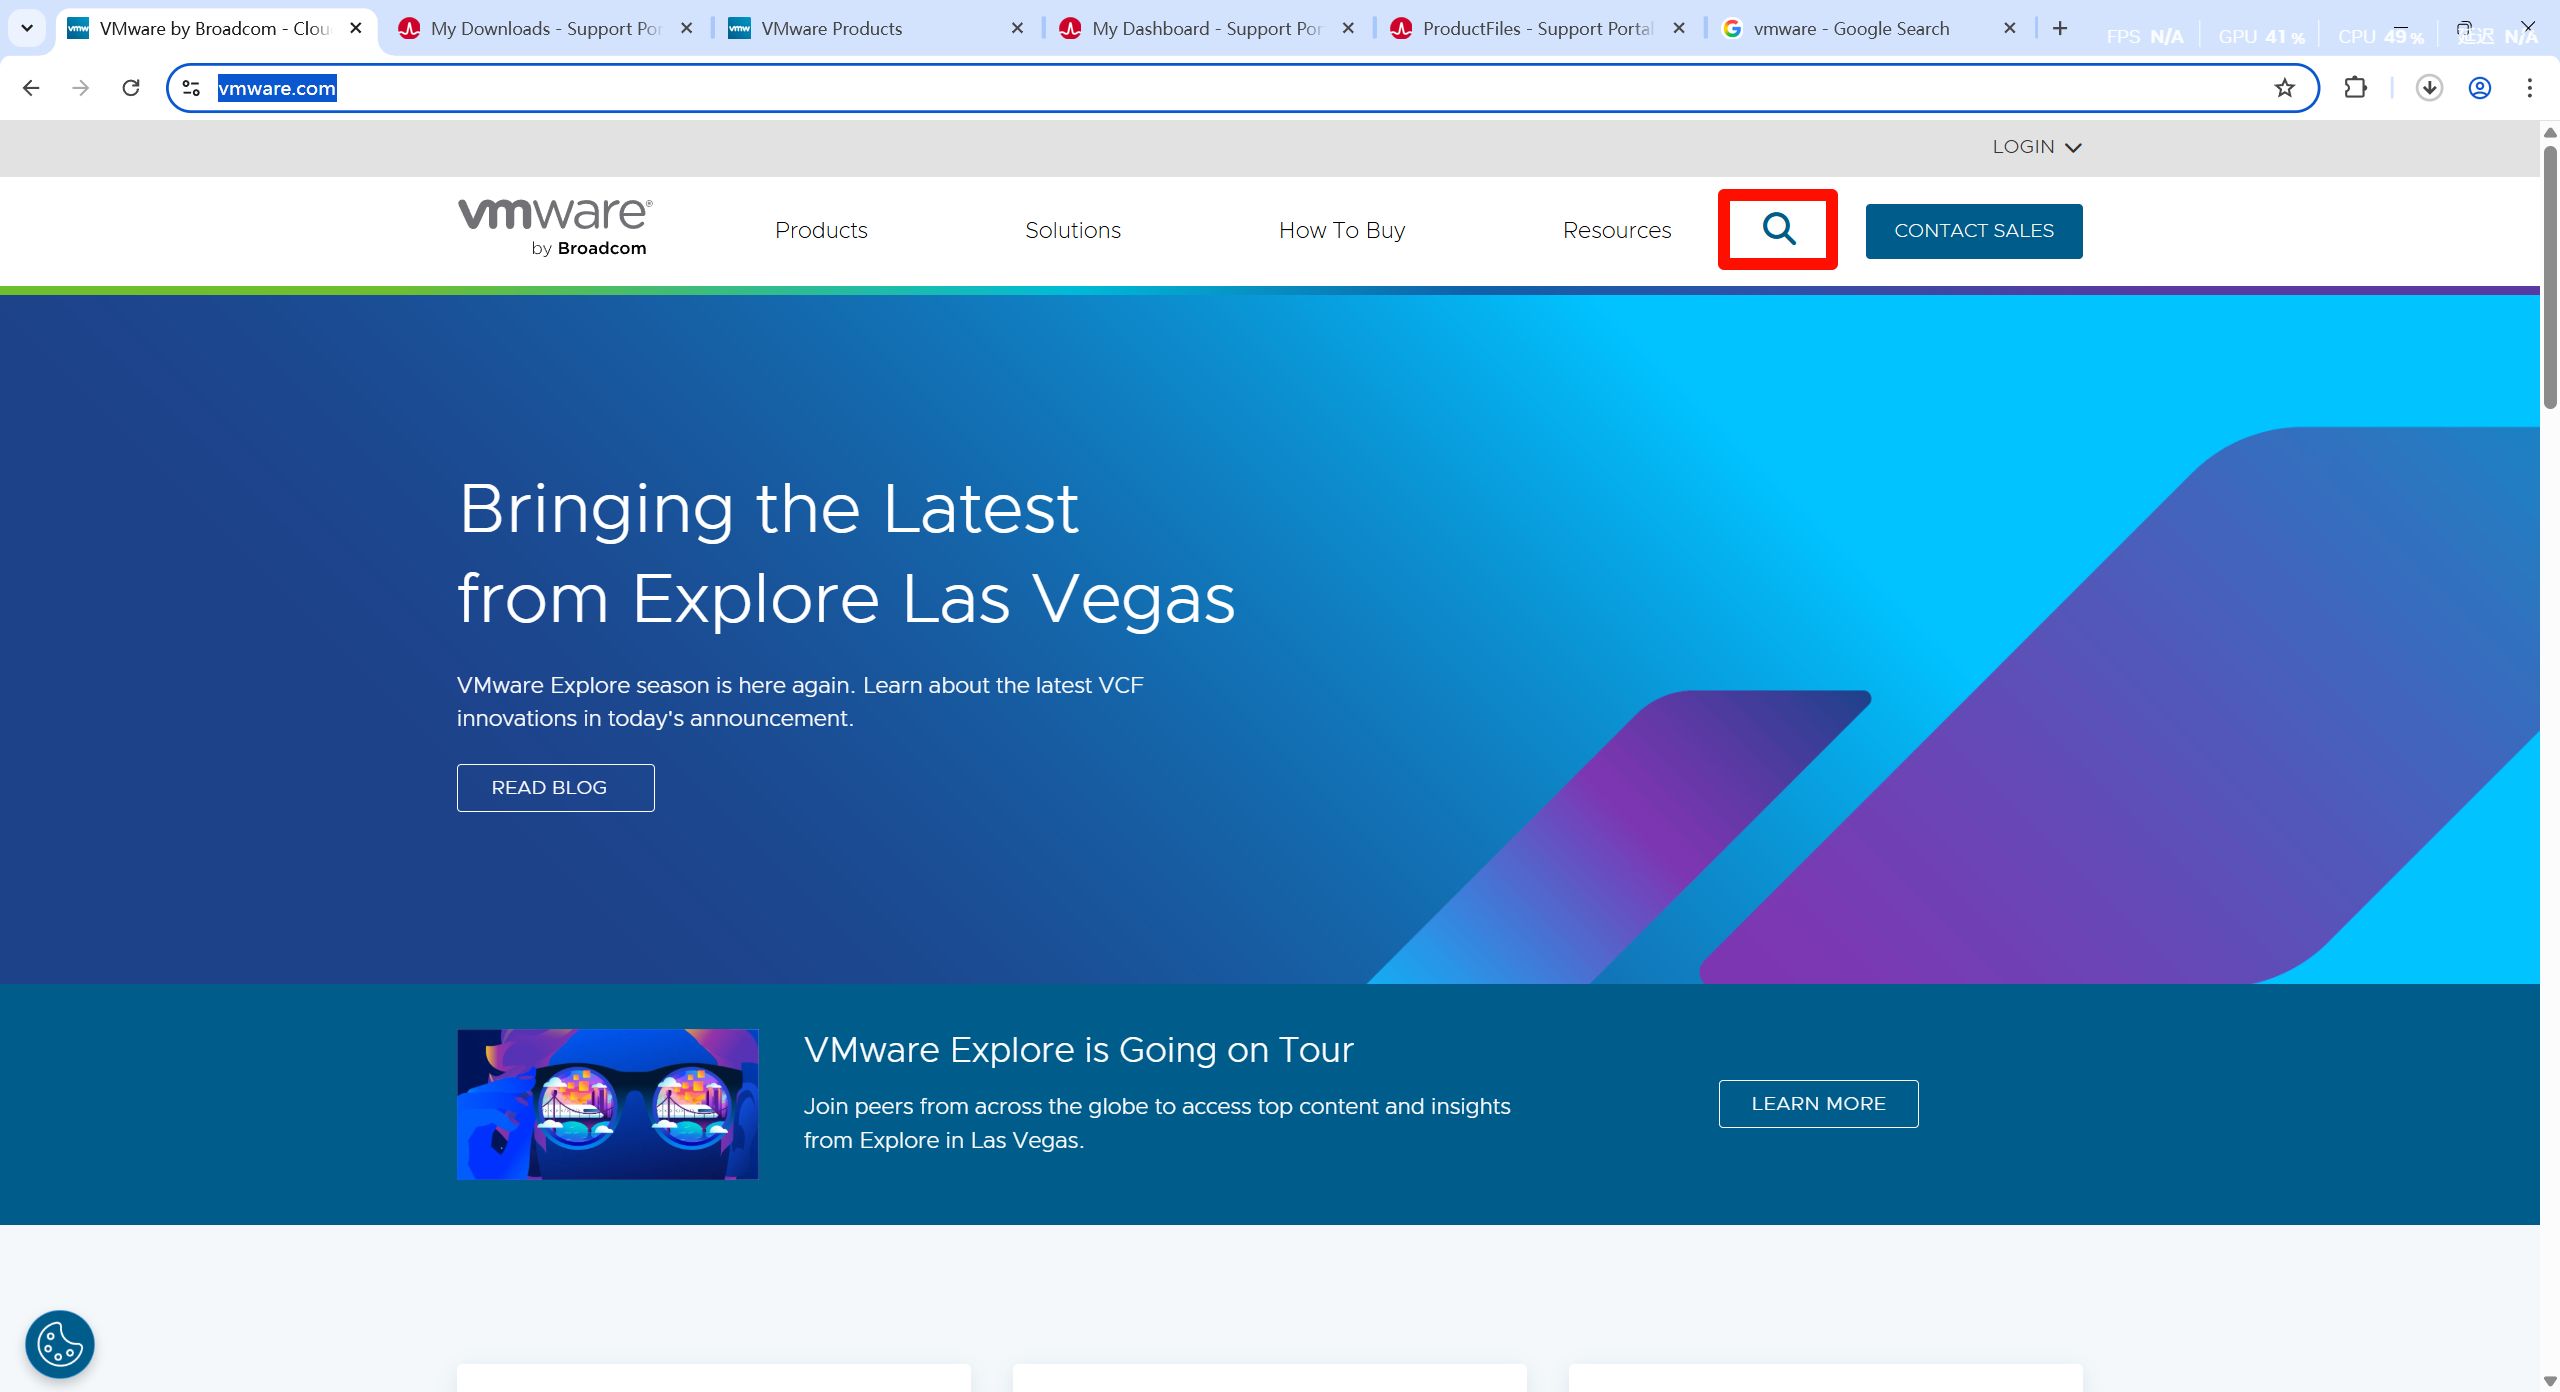 VMware by Broadcom - Clou
My Downloads - Support Por
VMware Products
My Dashboard - Support Por
ProductFiles - Support Portal
vmware - Google Search
FPS N/A
GPU 41 %
CPU 49 %
延迟 N/A
vmware.com
LOGIN
vmware®
by Broadcom
Products
Solutions
How To Buy
Resources
CONTACT SALES
Bringing the Latest
from Explore Las Vegas
VMware Explore season is here again. Learn about the latest VCF
innovations in today's announcement.
READ BLOG
VMware Explore is Going on Tour
Join peers from across the globe to access top content and insights
from Explore in Las Vegas.
LEARN MORE